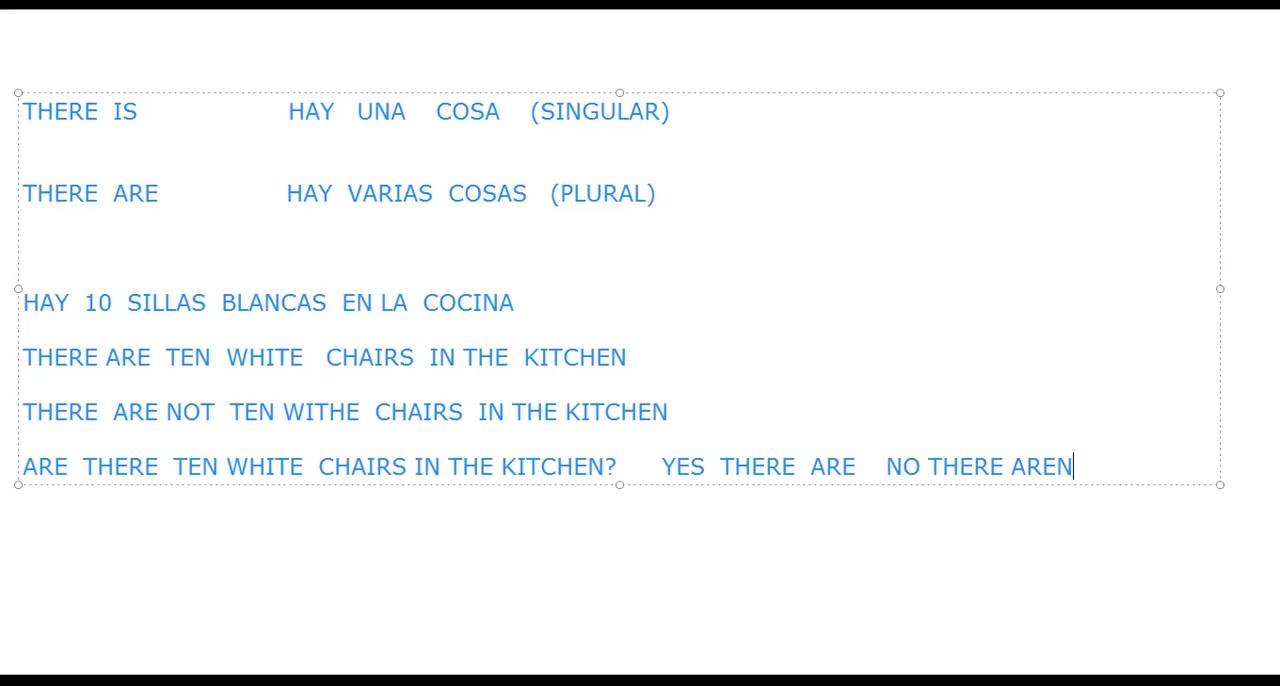 THERE IS HAY UNA COSA (SINGULAR)
THERE ARE HAY VARIAS COSAS (PLURAL)
HAY 10 SILLAS BLANCAS EN LA COCINA
THERE ARE TEN WHITE CHAIRS IN THE KITCHEN
THERE ARE NOT TEN WITHE CHAIRS IN THE KITCHEN
ARE THERE TEN WHITE CHAIRS IN THE KITCHEN? YES THERE ARE NO THERE AREN